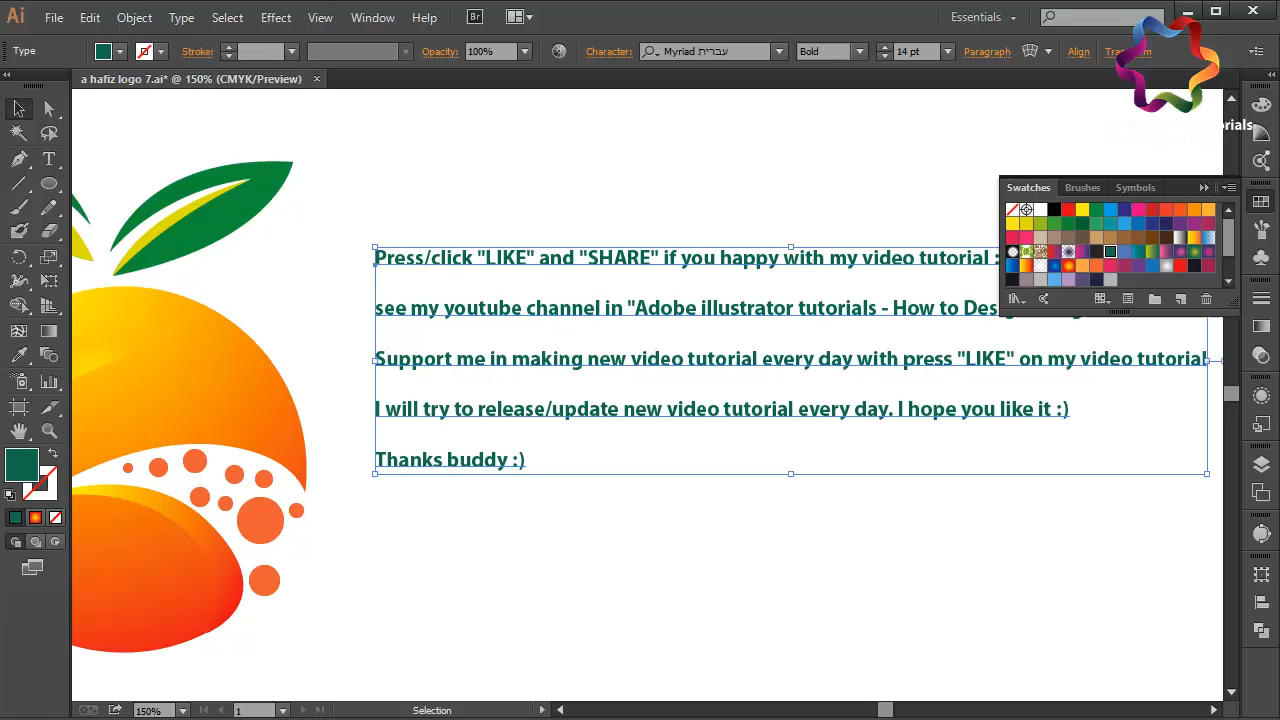 Ai File Edit Object Type Select Effect View Window Help Br Essentials
Type Stroke: Opacity: 100% Character: Myriad עברית Bold 14 pt Paragraph Align
a hafiz logo 7.ai* @ 150% (CMYK/Preview)
Swatches Brushes Symbols
Press/click "LIKE" and "SHARE" if you happy with my video tutorial :
see my youtube channel in "Adobe illustrator tutorials - How to
Support me in making new video tutorial every day with press "LIKE" on my video tutorial
I will try to release/update new video tutorial every day. I hope you like it :)
Thanks buddy :)
150% 1 Selection